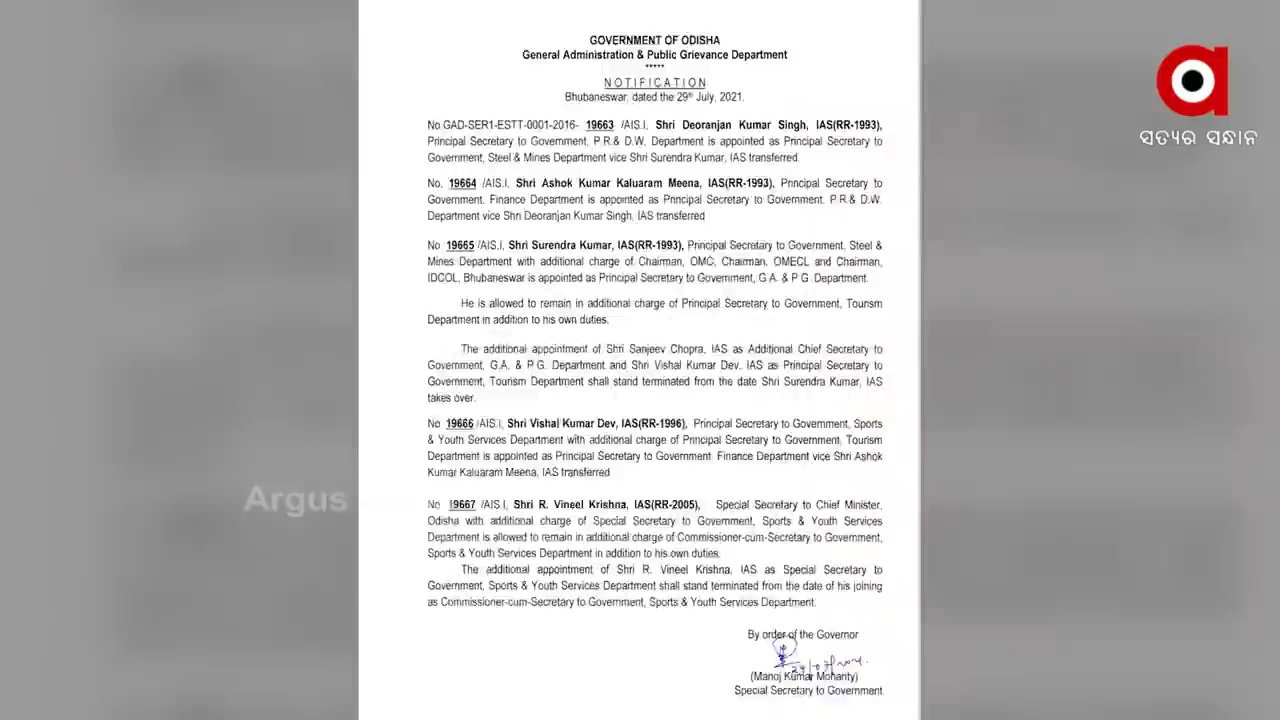 GOVERNMENT OF ODISHA
General Administration & Public Grievance Department
*****
NOTIFICATION
Bhubaneswar, dated the 29th July, 2021.
No.GAD-SER1-ESTT-0001-2016- 19663 /AIS.I, Shri Deoranjan Kumar Singh, IAS(RR-1993),
Principal Secretary to Government, P.R.& D.W. Department is appointed as Principal Secretary to
Government, Steel & Mines Department vice Shri Surendra Kumar, IAS transferred.
No. 19664 /AIS.I, Shri Ashok Kumar Kaluaram Meena, IAS(RR-1993), Principal Secretary to
Government, Finance Department is appointed as Principal Secretary to Government, P.R.& D.W.
Department vice Shri Deoranjan Kumar Singh, IAS transferred
No 19665 /AIS.I, Shri Surendra Kumar, IAS(RR-1993), Principal Secretary to Government, Steel &
Mines Department with additional charge of Chairman, OMC, Chairman, OMECL and Chairman,
IDCOL, Bhubaneswar is appointed as Principal Secretary to Government, G.A. & P.G. Department.
He is allowed to remain in additional charge of Principal Secretary to Government, Tourism
Department in addition to his own duties.
The additional appointment of Shri Sanjeev Chopra, IAS as Additional Chief Secretary to
Government, G.A. & P.G. Department and Shri Vishal Kumar Dev, IAS as Principal Secretary to
Government, Tourism Department shall stand terminated from the date Shri Surendra Kumar, IAS
takes over.
No 19666 /AIS.I, Shri Vishal Kumar Dev, IAS(RR-1996), Principal Secretary to Government, Sports
& Youth Services Department with additional charge of Principal Secretary to Government, Tourism
Department is appointed as Principal Secretary to Government Finance Department vice Shri Ashok
Kumar Kaluaram Meena, IAS transferred
No 19667 /AIS.I, Shri R. Vineel Krishna, IAS(RR-2005), Special Secretary to Chief Minister,
Odisha with additional charge of Special Secretary to Government, Sports & Youth Services
Department is allowed to remain in additional charge of Commissioner-cum-Secretary to Government,
Sports & Youth Services Department in addition to his own duties.
The additional appointment of Shri R. Vineel Krishna, IAS as Special Secretary to
Government, Sports & Youth Services Department shall stand terminated from the date of his joining
as Commissioner-cum-Secretary to Government, Sports & Youth Services Department.
By order of the Governor
(Manoj Kumar Mohanty)
Special Secretary to Government
ସତ୍ୟର ସନ୍ଧାନ
Argus